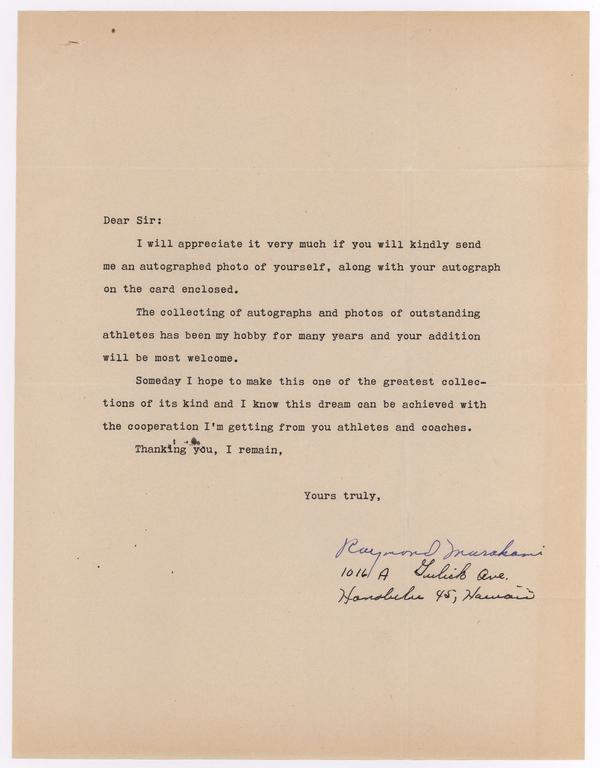 Dear Sir:
I will appreciate it very much if you will kindly send
me an autographed photo of yourself, along with your autograph
on the card enclosed.
The collecting of autographs and photos of outstanding
athletes has been my hobby for many years and your addition
will be most welcome.
Someday I hope to make this one of the greatest collec-
tions of its kind and I know this dream can be achieved with
the cooperation I'm getting from you athletes and coaches.
Thanking you, I remain,
Yours truly,
Raymond Murakami
1016 A Gulick Ave.
Honolulu 45, Hawaii